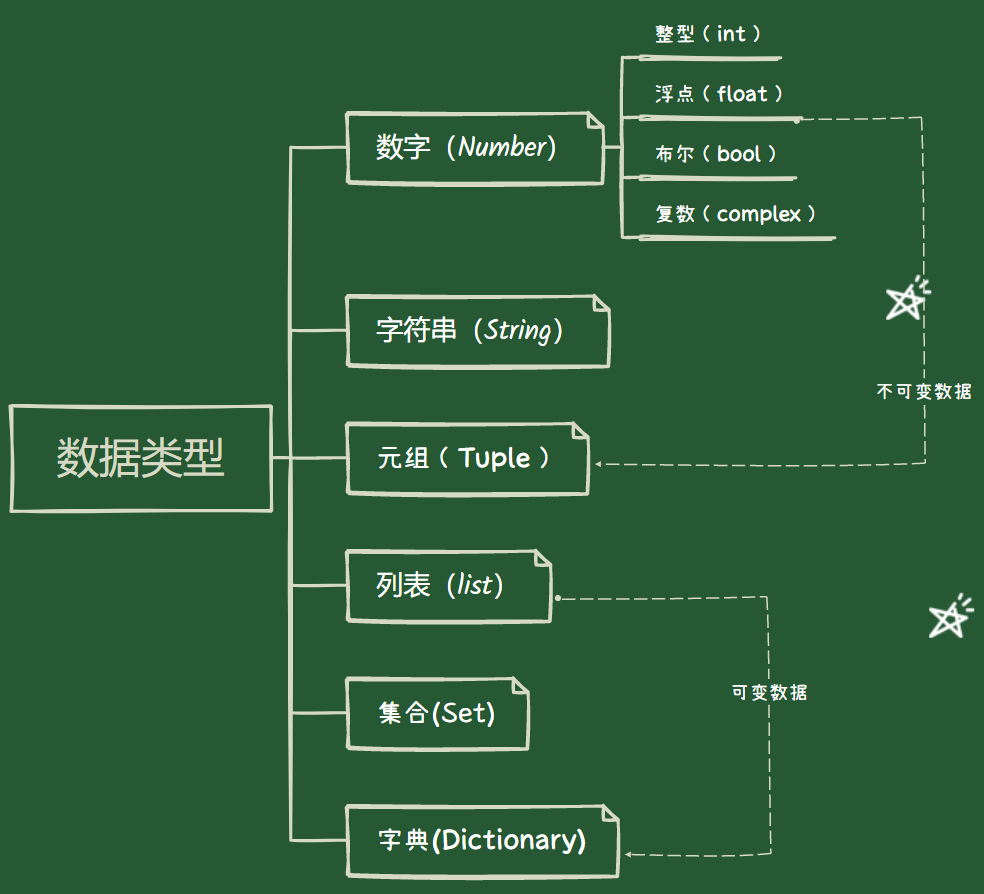 数据类型
数字（Number）
整型（int）
浮点（float）
布尔（bool）
复数（complex）
字符串（String）
元组（Tuple）
列表（list）
集合(Set)
字典(Dictionary)
不可变数据
可变数据